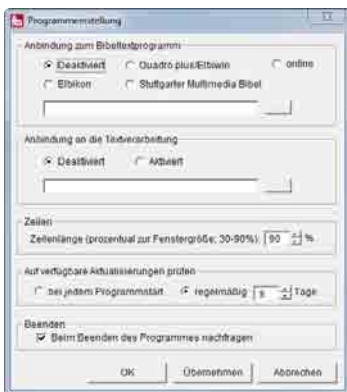 Programmeinstellung
Anbindung zum Bibeltextprogramm
Deaktiviert Quadro plus/Elbiwin online
Elbikon Stuttgarter Multimedia Bibel
Anbindung an die Textverarbeitung
Deaktiviert Aktiviert
Zeilen
Zeilenlänge (prozentual zur Fenstergröße; 30-90%): 90 %
Auf verfügbare Aktualisierungen prüfen
bei jedem Programmstart regelmäßig Tage
Beenden
Beim Beenden des Programmes nachfragen
OK Übernehmen Abbrechen